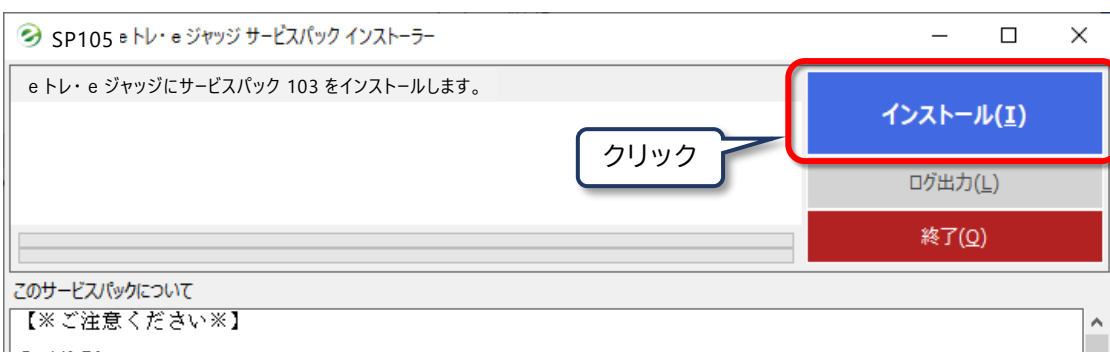 SP105 eトレ・eジャッジ サービスパック インストーラー
eトレ・eジャッジにサービスパック 103 をインストールします。
インストール(I)
クリック
ログ出力(L)
終了(Q)
このサービスパックについて
【※ご注意ください※】